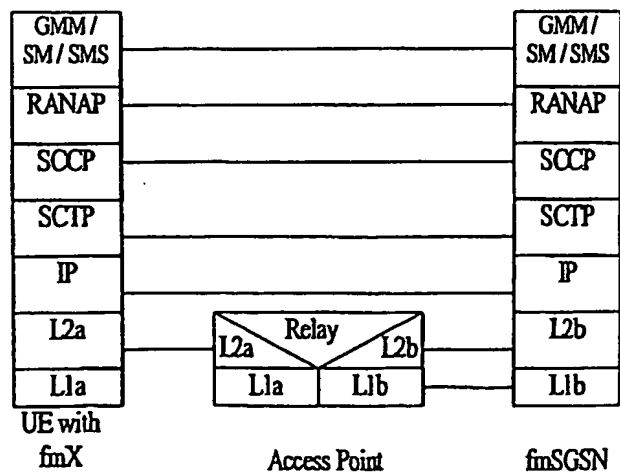 GMM /
SM / SMS
RANAP
SCCP
SCTP
IP
L2a
L1a
UE with
fmX
Relay
L2a
L2b
L1a
L1b
Access Point
GMM /
SM / SMS
RANAP
SCCP
SCTP
IP
L2b
L1b
fmSGSN